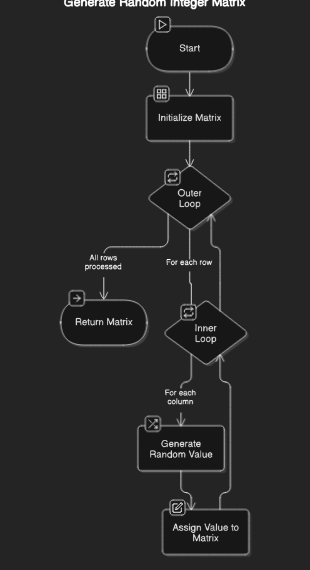 Generate Random Integer Matrix
Start
Initialize Matrix
Outer
Loop
All rows
processed
For each row
Return Matrix
Inner
Loop
For each
column
Generate
Random Value
Assign Value to
Matrix